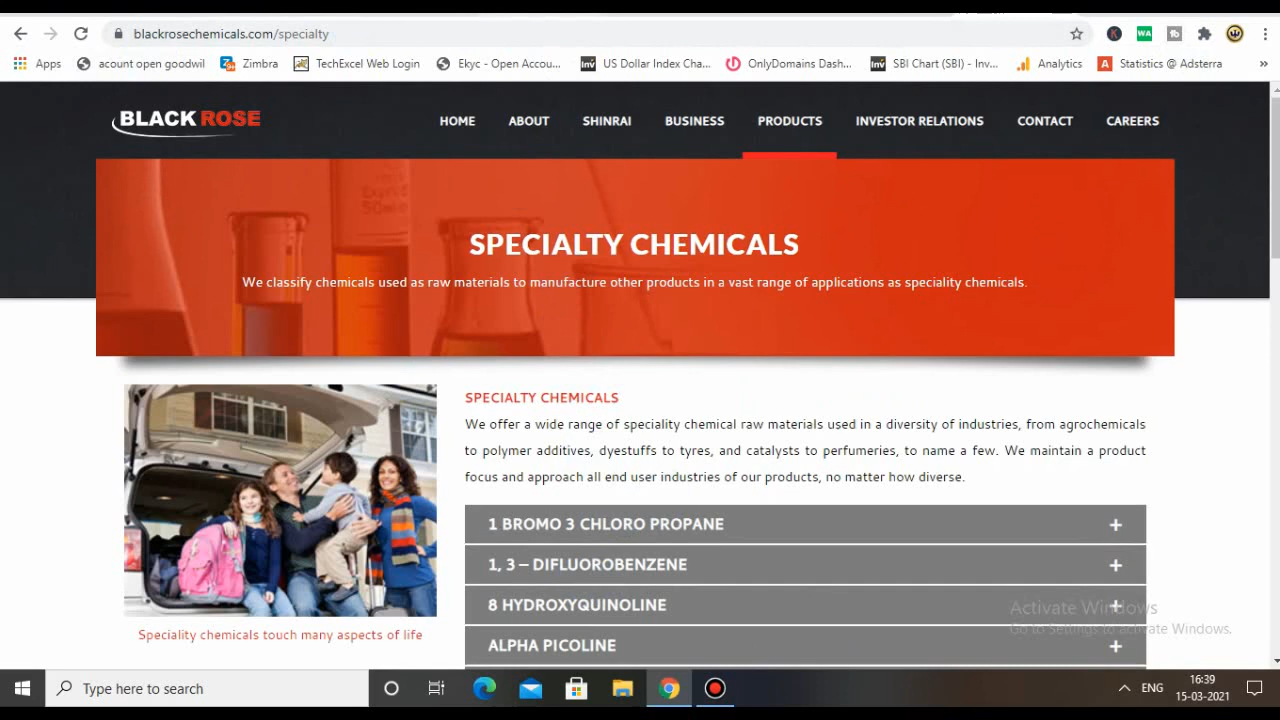 blackrosechemicals.com/specialty
Apps acount open goodwil Zimbra TechExcel Web Login Ekyc - Open Accou... US Dollar Index Cha... OnlyDomains Dash... SBI Chart (SBI) - Inv... Analytics Statistics @ Adsterra »
BLACK ROSE
HOME ABOUT SHINRAI BUSINESS PRODUCTS INVESTOR RELATIONS CONTACT CAREERS
SPECIALTY CHEMICALS
We classify chemicals used as raw materials to manufacture other products in a vast range of applications as speciality chemicals.
SPECIALTY CHEMICALS
We offer a wide range of speciality chemical raw materials used in a diversity of industries, from agrochemicals
to polymer additives, dyestuffs to tyres, and catalysts to perfumeries, to name a few. We maintain a product
focus and approach all end user industries of our products, no matter how diverse.
1 BROMO 3 CHLORO PROPANE +
1, 3 – DIFLUOROBENZENE +
8 HYDROXYQUINOLINE +
ALPHA PICOLINE +
Speciality chemicals touch many aspects of life
Activate Windows
Go to Settings to activate Windows.
Type here to search
ENG
16:39
15-03-2021